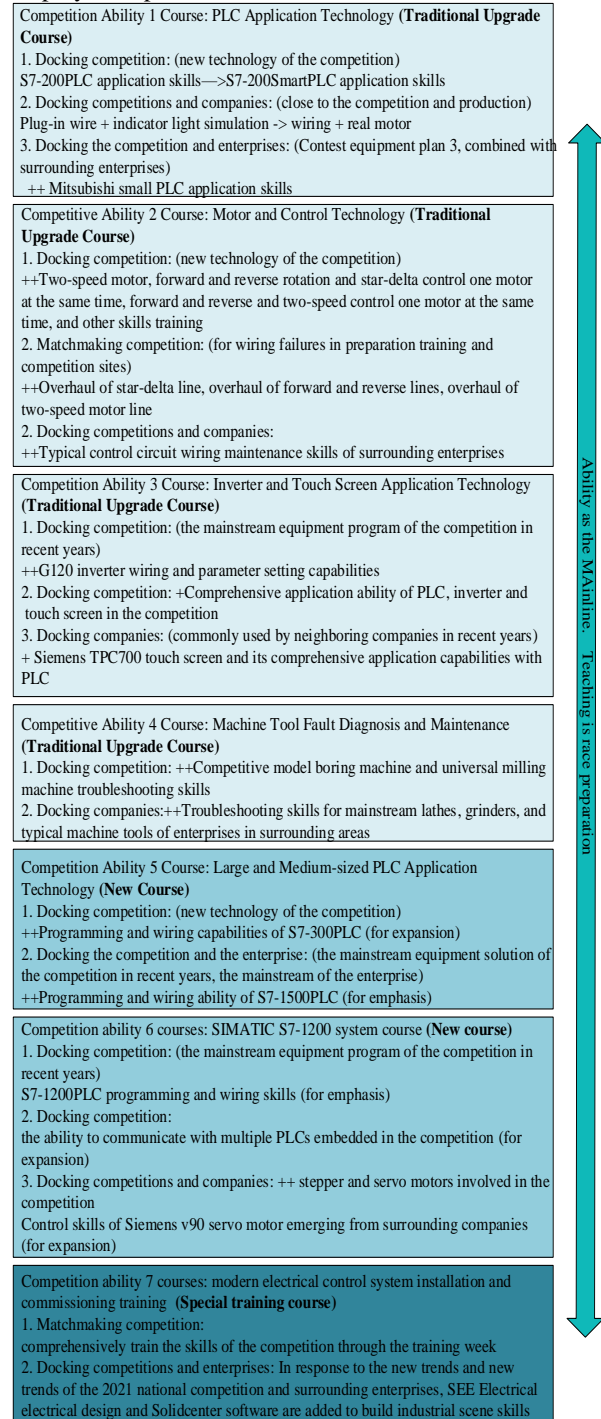 Competition Ability 1 Course: PLC Application Technology (Traditional Upgrade
Course)
1. Docking competition: (new technology of the competition)
S7-200PLC application skills—>S7-200SmartPLC application skills
2. Docking competitions and companies: (close to the competition and production)
Plug-in wire + indicator light simulation -> wiring + real motor
3. Docking the competition and enterprises: (Contest equipment plan 3, combined with
surrounding enterprises)
++ Mitsubishi small PLC application skills
Competitive Ability 2 Course: Motor and Control Technology (Traditional
Upgrade Course)
1. Docking competition: (new technology of the competition)
++Two-speed motor, forward and reverse rotation and star-delta control one motor
at the same time, forward and reverse and two-speed control one motor at the same
time, and other skills training
2. Matchmaking competition: (for wiring failures in preparation training and
competition sites)
++Overhaul of star-delta line, overhaul of forward and reverse lines, overhaul of
two-speed motor line
2. Docking competitions and companies:
++Typical control circuit wiring maintenance skills of surrounding enterprises
Competition Ability 3 Course: Inverter and Touch Screen Application Technology
(Traditional Upgrade Course)
1. Docking competition: (the mainstream equipment program of the competition in
recent years)
++G120 inverter wiring and parameter setting capabilities
2. Docking competition: +Comprehensive application ability of PLC, inverter and
touch screen in the competition
3. Docking companies: (commonly used by neighboring companies in recent years)
+ Siemens TPC700 touch screen and its comprehensive application capabilities with
PLC
Competitive Ability 4 Course: Machine Tool Fault Diagnosis and Maintenance
(Traditional Upgrade Course)
1. Docking competition: ++Competitive model boring machine and universal milling
machine troubleshooting skills
2. Docking companies:++Troubleshooting skills for mainstream lathes, grinders, and
typical machine tools of enterprises in surrounding areas
Competition Ability 5 Course: Large and Medium-sized PLC Application
Technology (New Course)
1. Docking competition: (new technology of the competition)
++Programming and wiring capabilities of S7-300PLC (for expansion)
2. Docking the competition and the enterprise: (the mainstream equipment solution of
the competition in recent years, the mainstream of the enterprise)
++Programming and wiring ability of S7-1500PLC (for emphasis)
Competition ability 6 courses: SIMATIC S7-1200 system course (New course)
1. Docking competition: (the mainstream equipment program of the competition in
recent years)
S7-1200PLC programming and wiring skills (for emphasis)
2. Docking competition:
the ability to communicate with multiple PLCs embedded in the competition (for
expansion)
3. Docking competitions and companies: ++ stepper and servo motors involved in the
competition
Control skills of Siemens v90 servo motor emerging from surrounding companies
(for expansion)
Competition ability 7 courses: modern electrical control system installation and
commissioning training (Special training course)
1. Matchmaking competition:
comprehensively train the skills of the competition through the training week
2. Docking competitions and enterprises: In response to the new trends and new
trends of the 2021 national competition and surrounding enterprises, SEE Electrical
electrical design and Solidcenter software are added to build industrial scene skills
Ability as the MAinline. Teaching is race preparation